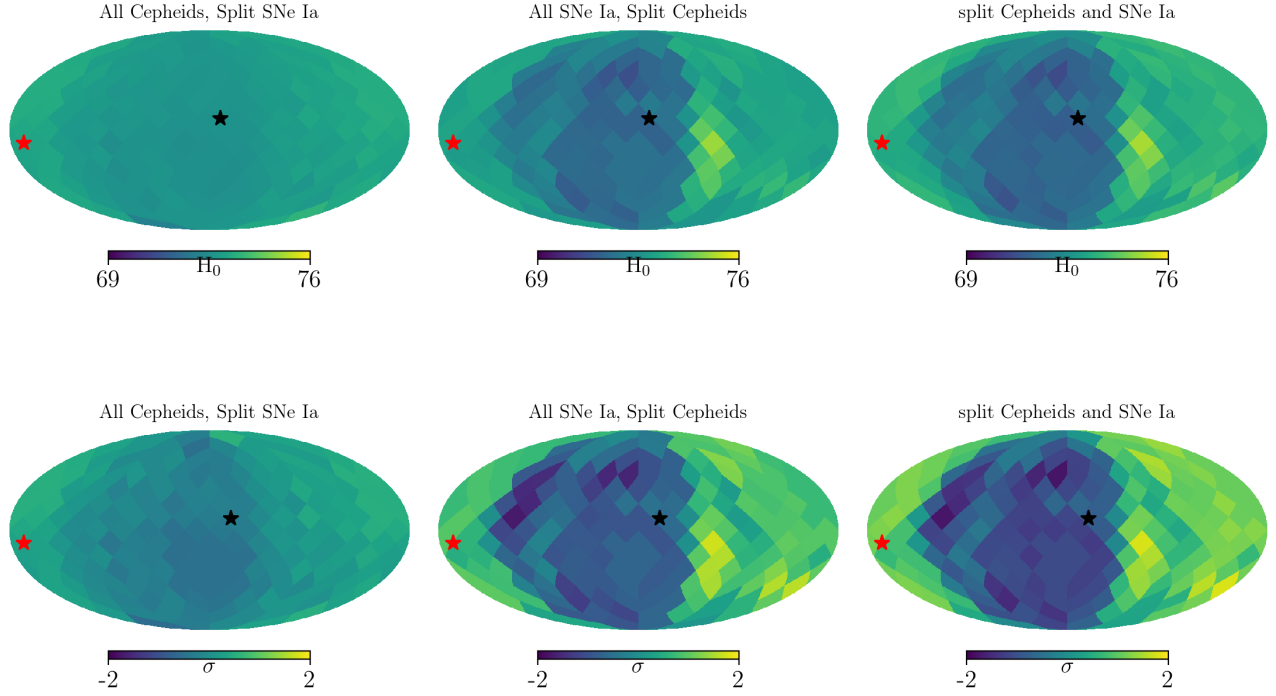 All Cepheids, Split SNe Ia
All SNe Ia, Split Cepheids
split Cepheids and SNe Ia
69 H₀ 76
69 H₀ 76
69 H₀ 76
All Cepheids, Split SNe Ia
All SNe Ia, Split Cepheids
split Cepheids and SNe Ia
-2 σ 2
-2 σ 2
-2 σ 2